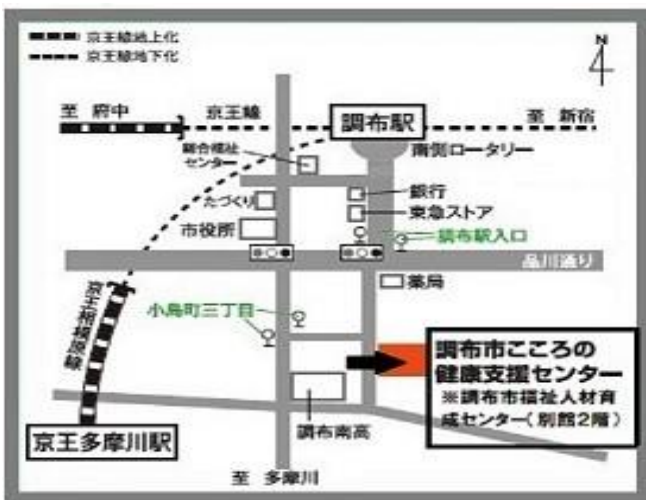 京王線地上化
京王線地下化
N
至 府中
京王線
調布駅
至 新宿
総合福祉
センター
南側ロータリー
たづくり
銀行
東急ストア
市役所
調布駅入口
品川通り
薬局
京王相模原線
小島町三丁目
調布市こころの
健康支援センター
※調布市福祉人材育
成センター(別館2階)
調布南高
京王多摩川駅
至 多摩川